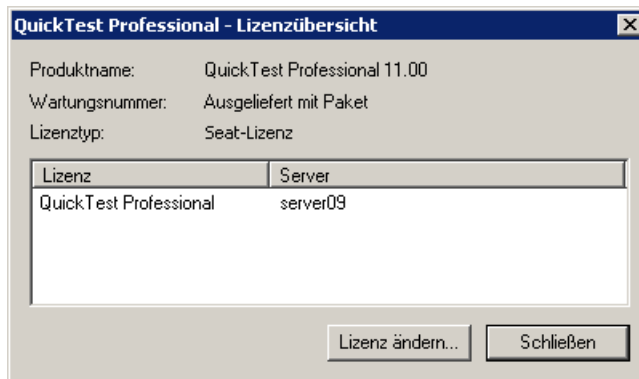 QuickTest Professional - Lizenzübersicht
Produktname: QuickTest Professional 11.00
Wartungsnummer: Ausgeliefert mit Paket
Lizenztyp: Seat-Lizenz
Lizenz Server
QuickTest Professional server09
Lizenz ändern... Schließen